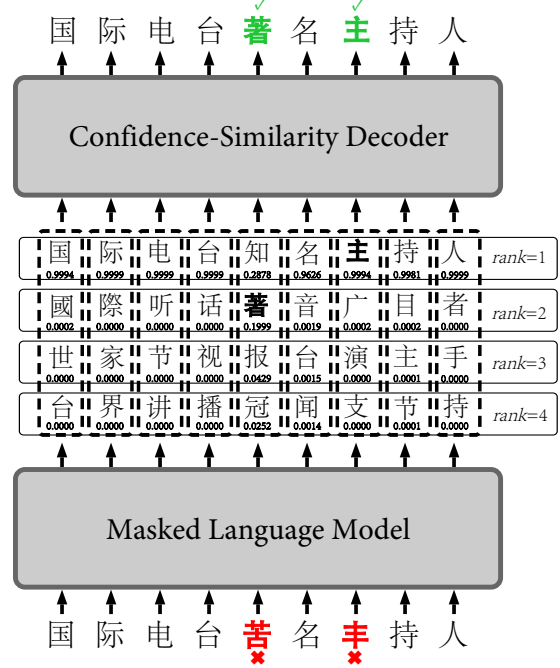 国 际 电 台 著 名 主 持 人
Confidence-Similarity Decoder
国 际 电 台 知 名 主 持 人 rank=1
0.9994 0.9999 0.9999 0.9999 0.2878 0.9626 0.9994 0.9981 0.9999
國 際 听 话 著 音 广 目 者 rank=2
0.0002 0.0000 0.0000 0.0000 0.1999 0.0019 0.0002 0.0002 0.0000
世 家 节 视 报 台 演 主 手 rank=3
0.0000 0.0000 0.0000 0.0000 0.0429 0.0015 0.0000 0.0001 0.0000
台 界 讲 播 冠 闻 支 节 持 rank=4
0.0000 0.0000 0.0000 0.0000 0.0252 0.0014 0.0000 0.0001 0.0000
Masked Language Model
国 际 电 台 苦 名 丰 持 人